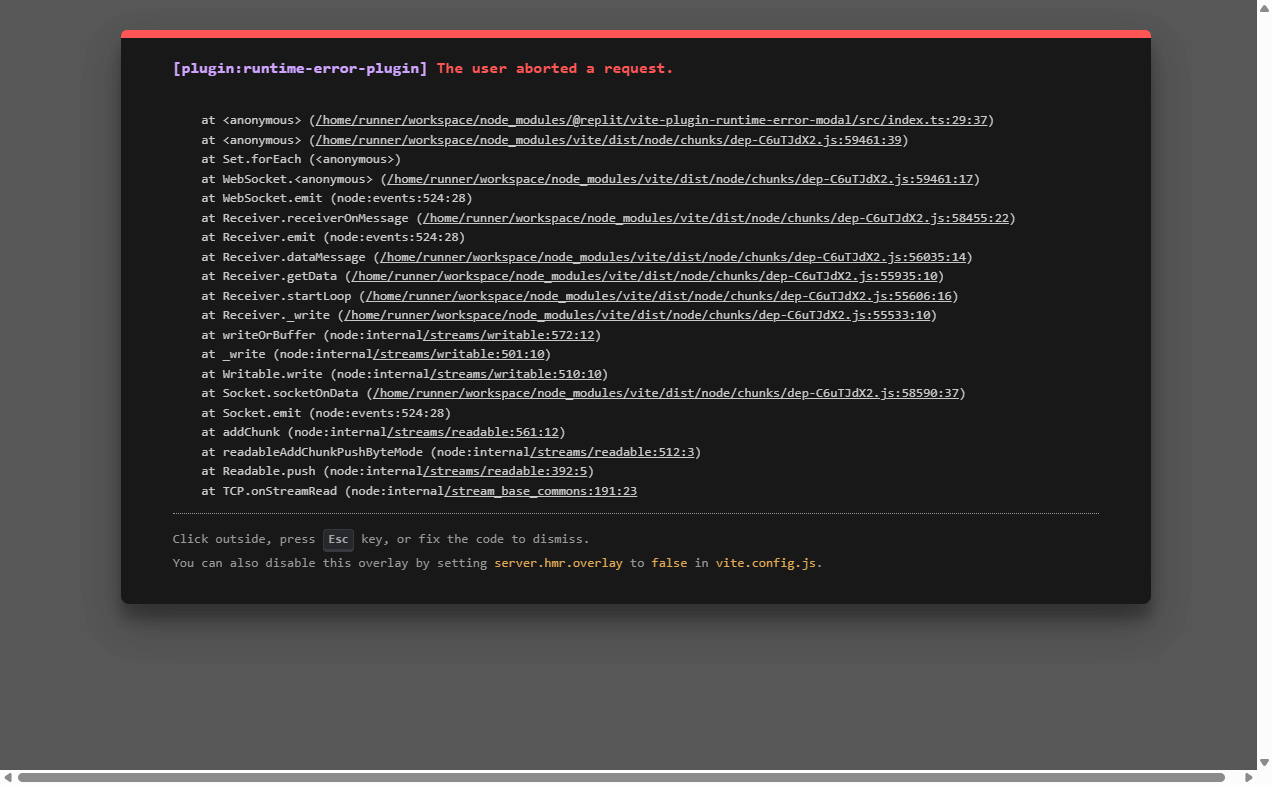 [plugin:runtime-error-plugin] The user aborted a request.
at <anonymous> (/home/runner/workspace/node_modules/@replit/vite-plugin-runtime-error-modal/src/index.ts:29:37)
at <anonymous> (/home/runner/workspace/node_modules/vite/dist/node/chunks/dep-C6uTJdX2.js:59461:39)
at Set.forEach (<anonymous>)
at WebSocket.<anonymous> (/home/runner/workspace/node_modules/vite/dist/node/chunks/dep-C6uTJdX2.js:59461:17)
at WebSocket.emit (node:events:524:28)
at Receiver.receiverOnMessage (/home/runner/workspace/node_modules/vite/dist/node/chunks/dep-C6uTJdX2.js:58455:22)
at Receiver.emit (node:events:524:28)
at Receiver.dataMessage (/home/runner/workspace/node_modules/vite/dist/node/chunks/dep-C6uTJdX2.js:56035:14)
at Receiver.getData (/home/runner/workspace/node_modules/vite/dist/node/chunks/dep-C6uTJdX2.js:55935:10)
at Receiver.startLoop (/home/runner/workspace/node_modules/vite/dist/node/chunks/dep-C6uTJdX2.js:55606:16)
at Receiver._write (/home/runner/workspace/node_modules/vite/dist/node/chunks/dep-C6uTJdX2.js:55533:10)
at writeOrBuffer (node:internal/streams/writable:572:12)
at _write (node:internal/streams/writable:501:10)
at Writable.write (node:internal/streams/writable:510:10)
at Socket.socketOnData (/home/runner/workspace/node_modules/vite/dist/node/chunks/dep-C6uTJdX2.js:58590:37)
at Socket.emit (node:events:524:28)
at addChunk (node:internal/streams/readable:561:12)
at readableAddChunkPushByteMode (node:internal/streams/readable:512:3)
at Readable.push (node:internal/streams/readable:392:5)
at TCP.onStreamRead (node:internal/stream_base_commons:191:23
Click outside, press Esc key, or fix the code to dismiss.
You can also disable this overlay by setting server.hmr.overlay to false in vite.config.js.